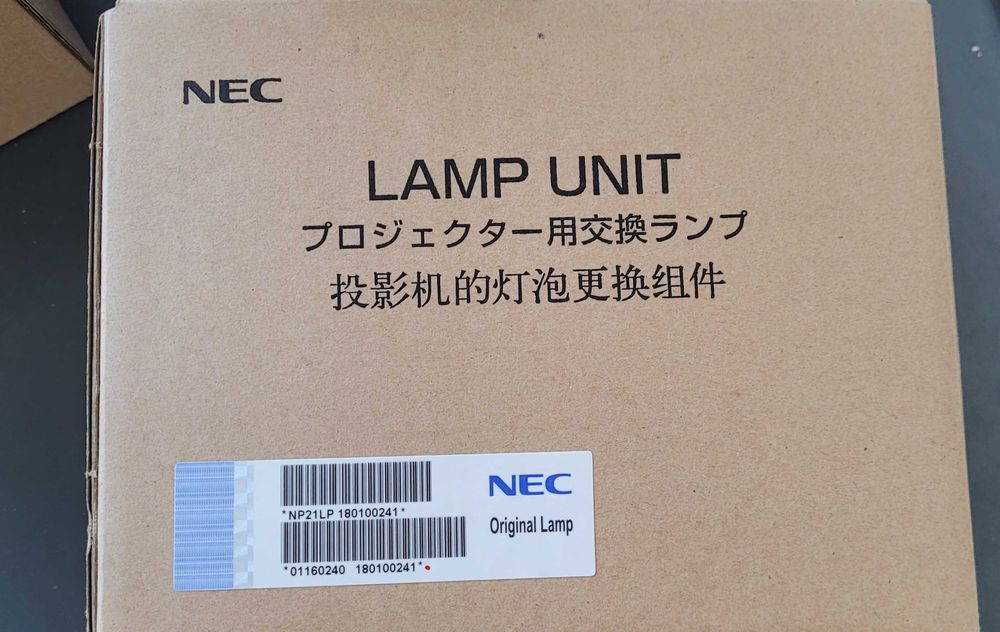 NEC
LAMP UNIT
プロジェクター用交換ランプ
投影机的灯泡更换组件
NEC
*NP21LP 180100241*
Original Lamp
*01160240 180100241*